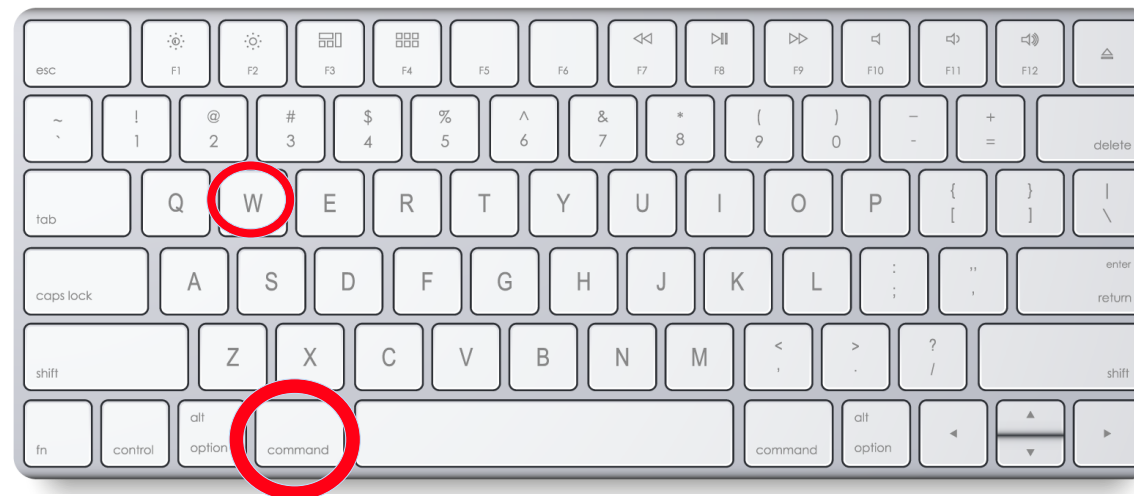 esc F1 F2 F3 F4 F5 F6 F7 F8 F9 F10 F11 F12
~ ! @ # $ % ^ & * ( ) – +
` 1 2 3 4 5 6 7 8 9 0 - = delete
tab Q W E R T Y U I O P { [ } ] | \
caps lock A S D F G H J K L : ; " ' enter return
shift Z X C V B N M < , > . ? / shift
fn control alt option command command alt option